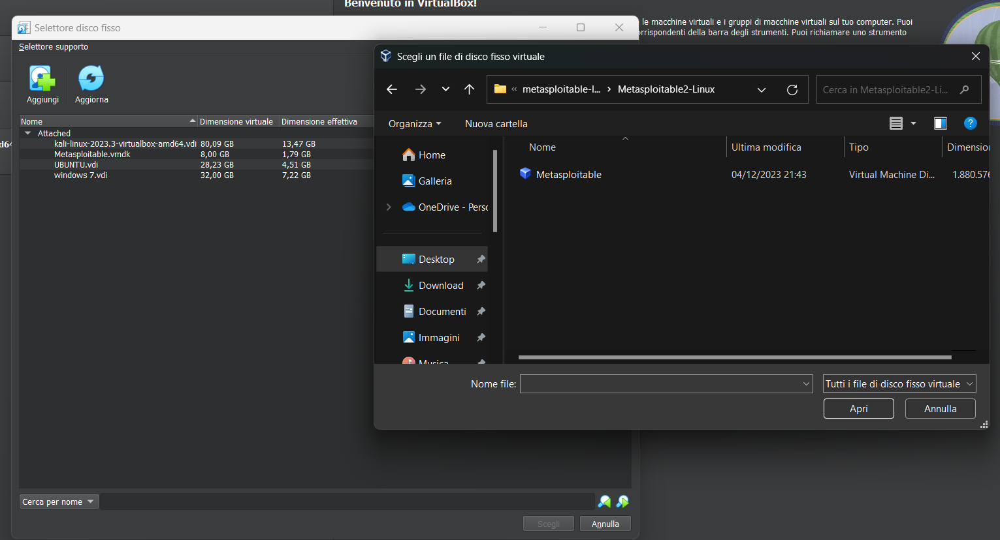 Benvenuto in VirtualBox!
le macchine virtuali e i gruppi di macchine virtuali sul tuo computer. Puoi
orrispondenti della barra degli strumenti. Puoi richiamare uno strumento
Selettore disco fisso
Selettore supporto
Aggiungi
Aggiorna
Nome
Dimensione virtuale
Dimensione effettiva
Attached
kali-linux-2023.3-virtualbox-amd64.vdi 80,09 GB 13,47 GB
Metasploitable.vmdk 8,00 GB 1,79 GB
UBUNTU.vdi 28,23 GB 4,51 GB
windows 7.vdi 32,00 GB 7,22 GB
d64
Cerca per nome
Scegli
Annulla
Scegli un file di disco fisso virtuale
« metasploitable-l... › Metasploitable2-Linux
Cerca in Metasploitable2-Li...
Organizza
Nuova cartella
Home
Galleria
OneDrive - Perso
Desktop
Download
Documenti
Immagini
Musica
Nome
Ultima modifica
Tipo
Dimension
Metasploitable
04/12/2023 21:43
Virtual Machine Di...
1.880.576
Nome file:
Tutti i file di disco fisso virtuale
Apri
Annulla